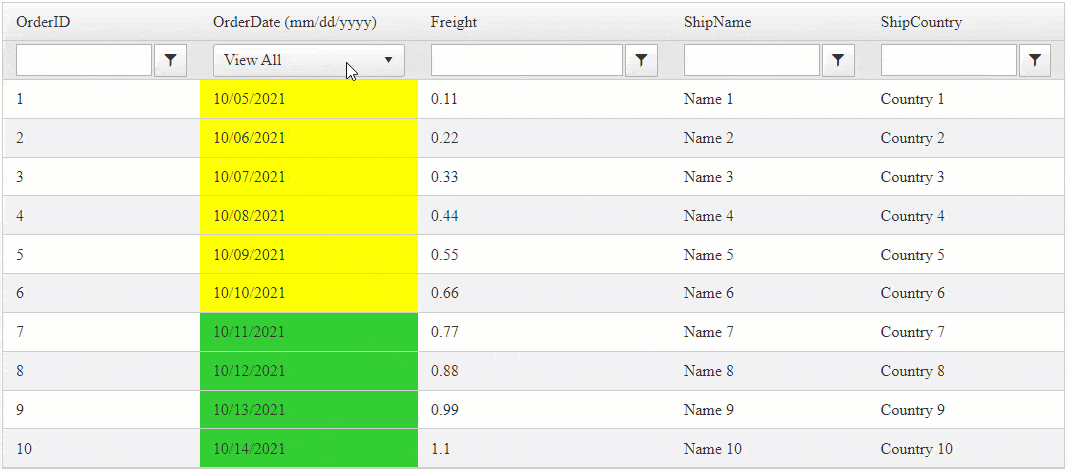 OrderID OrderDate (mm/dd/yyyy) Freight ShipName ShipCountry
View All
1 10/05/2021 0.11 Name 1 Country 1
2 10/06/2021 0.22 Name 2 Country 2
3 10/07/2021 0.33 Name 3 Country 3
4 10/08/2021 0.44 Name 4 Country 4
5 10/09/2021 0.55 Name 5 Country 5
6 10/10/2021 0.66 Name 6 Country 6
7 10/11/2021 0.77 Name 7 Country 7
8 10/12/2021 0.88 Name 8 Country 8
9 10/13/2021 0.99 Name 9 Country 9
10 10/14/2021 1.1 Name 10 Country 10